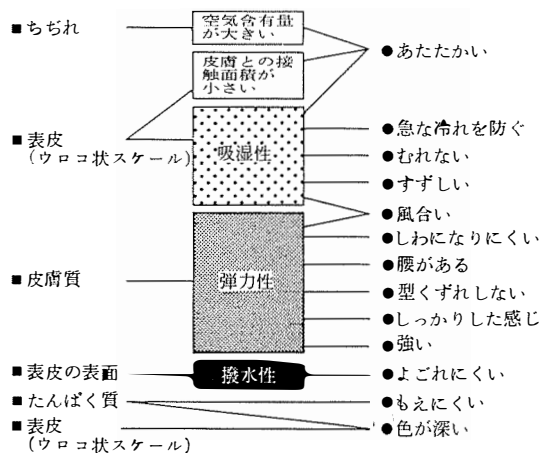 ■ちぢれ
空気含有量
が大きい
●あたたかい
皮膚との接
触面積が
小さい
■表皮
(ウロコ状スケール)
吸湿性
●急な冷れを防ぐ
●むれない
●すずしい
●風合い
●しわになりにくい
■皮膚質
弾力性
●腰がある
●型くずれしない
●しっかりした感じ
●強い
■表皮の表面
撥水性
●よごれにくい
■たんぱく質
●もえにくい
■表皮
(ウロコ状スケール)
●色が深い